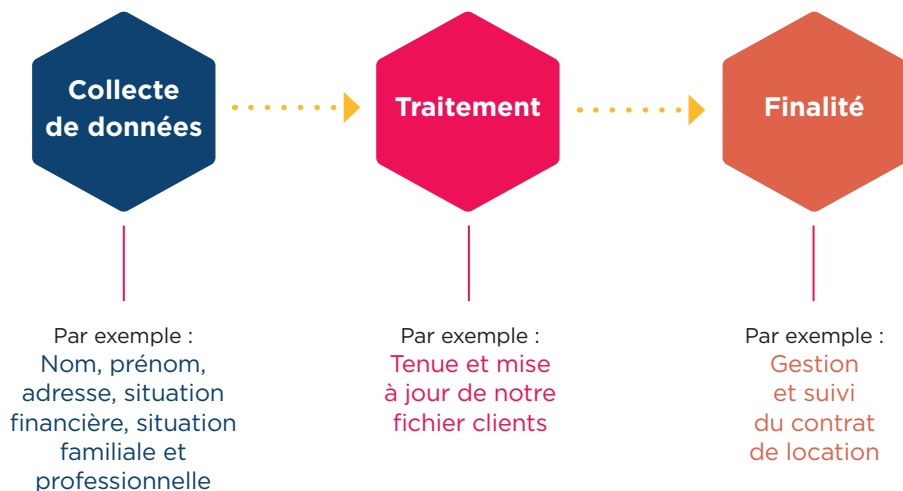 Collecte
de données
Traitement
Finalité
Par exemple :
Nom, prénom,
adresse, situation
financière, situation
familiale et
professionnelle
Par exemple :
Tenue et mise
à jour de notre
fichier clients
Par exemple :
Gestion
et suivi
du contrat
de location